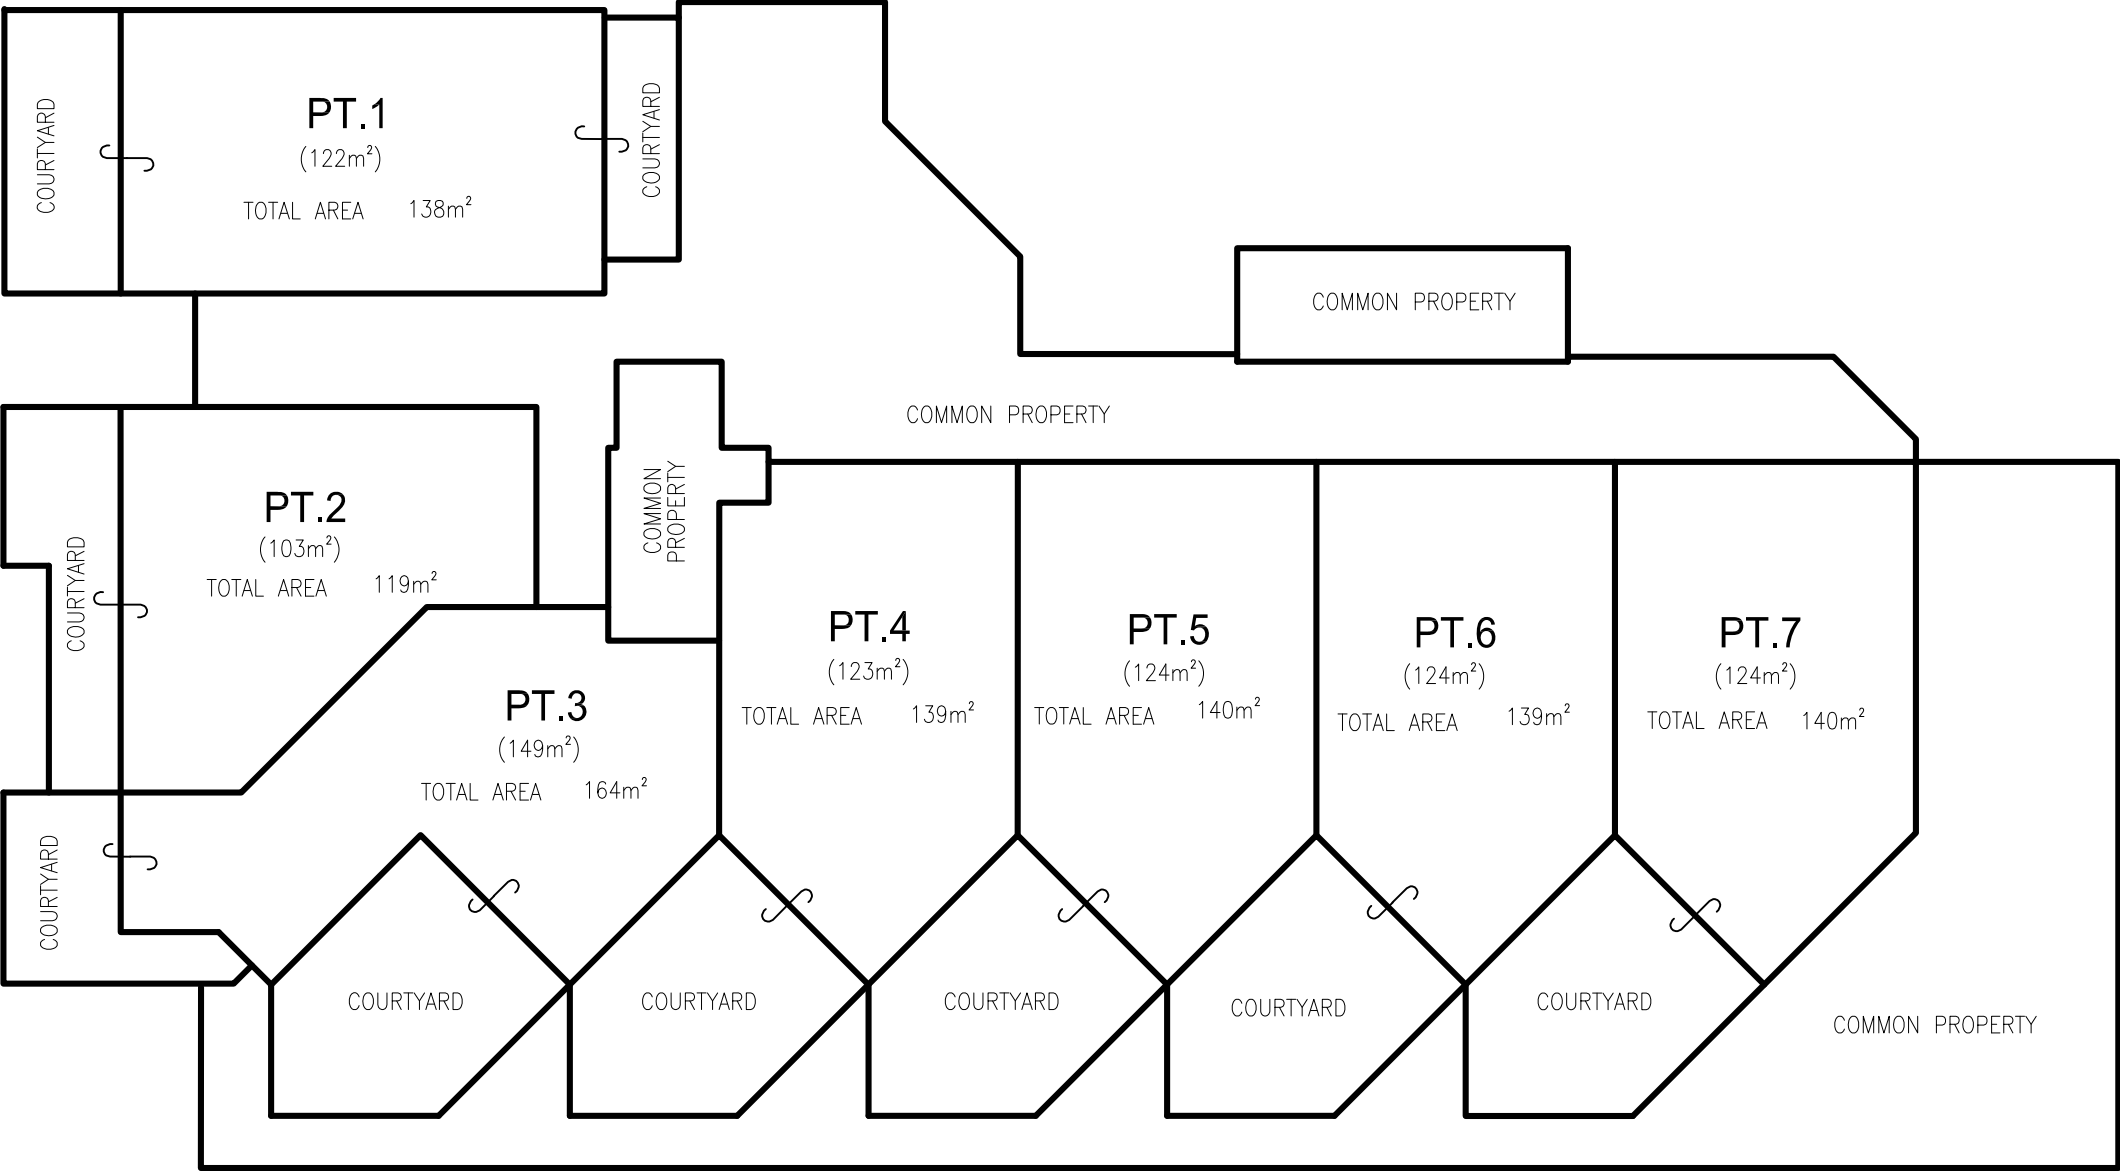 COURTYARD
PT.1
(122m²)
TOTAL AREA 138m²
COURTYARD
COMMON PROPERTY
COMMON PROPERTY
COURTYARD
PT.2
(103m²)
TOTAL AREA 119m²
COMMON
PROPERTY
COURTYARD
PT.3
(149m²)
TOTAL AREA 164m²
PT.4
(123m²)
TOTAL AREA 139m²
PT.5
(124m²)
TOTAL AREA 140m²
PT.6
(124m²)
TOTAL AREA 139m²
PT.7
(124m²)
TOTAL AREA 140m²
COURTYARD
COURTYARD
COURTYARD
COURTYARD
COURTYARD
COMMON PROPERTY